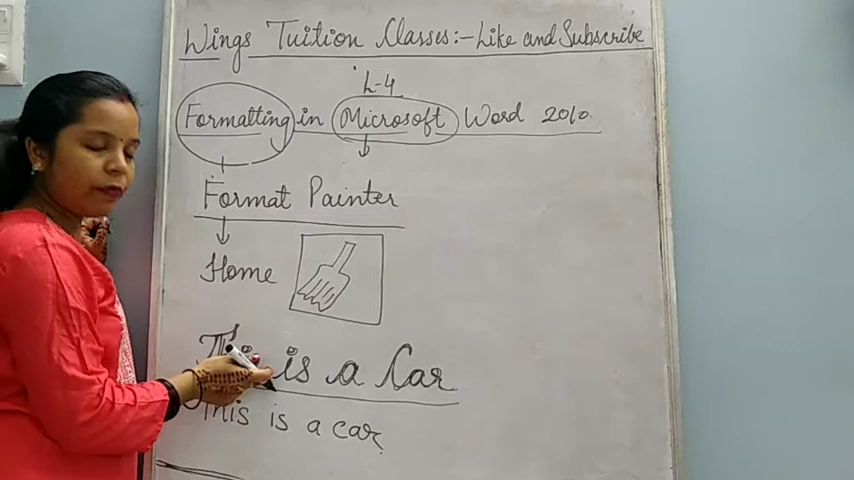 Wings Tuition Classes:- Like and Subscribe
L-4
Formatting in Microsoft Word 2010
Format Painter
Home
This is a Car
This is a car